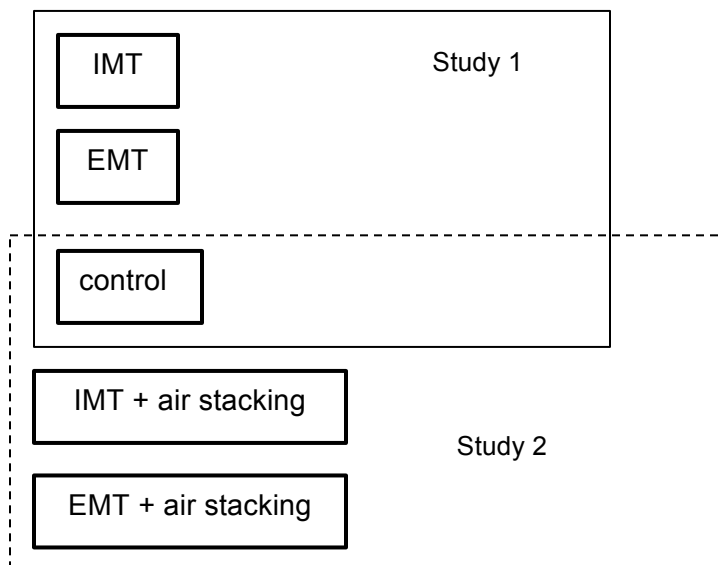 IMT
Study 1
EMT
control
IMT + air stacking
Study 2
EMT + air stacking